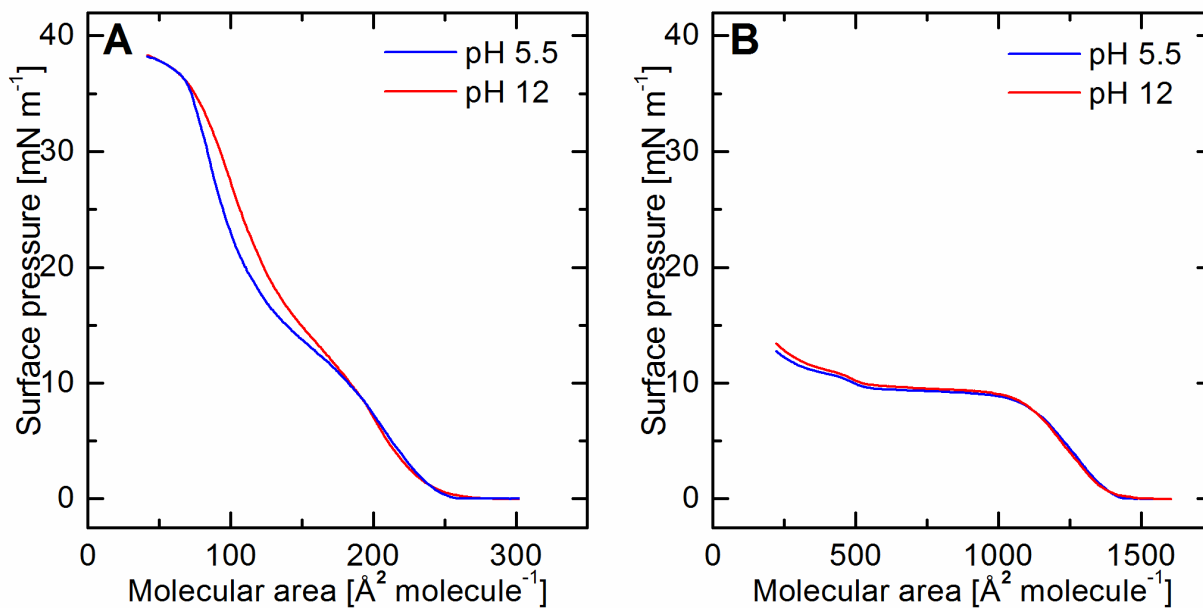 A
pH 5.5
pH 12
40
30
20
10
0
Surface pressure [mN m⁻¹]
0
100
200
300
Molecular area [Å² molecule⁻¹]
B
pH 5.5
pH 12
40
30
20
10
0
Surface pressure [mN m⁻¹]
0
500
1000
1500
Molecular area [Å² molecule⁻¹]